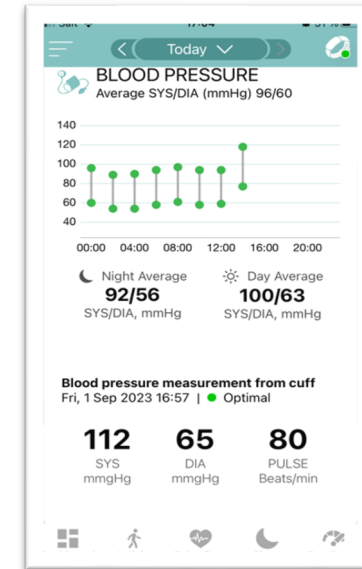 17:04
51 %
Today
BLOOD PRESSURE
Average SYS/DIA (mmHg) 96/60
140
120
100
80
60
40
00:00 04:00 08:00 12:00 16:00 20:00
Night Average Day Average
92/56 100/63
SYS/DIA, mmHg SYS/DIA, mmHg
Blood pressure measurement from cuff
Fri, 1 Sep 2023 16:57 | Optimal
112 65 80
SYS DIA PULSE
mmgHg mmgHg Beats/min